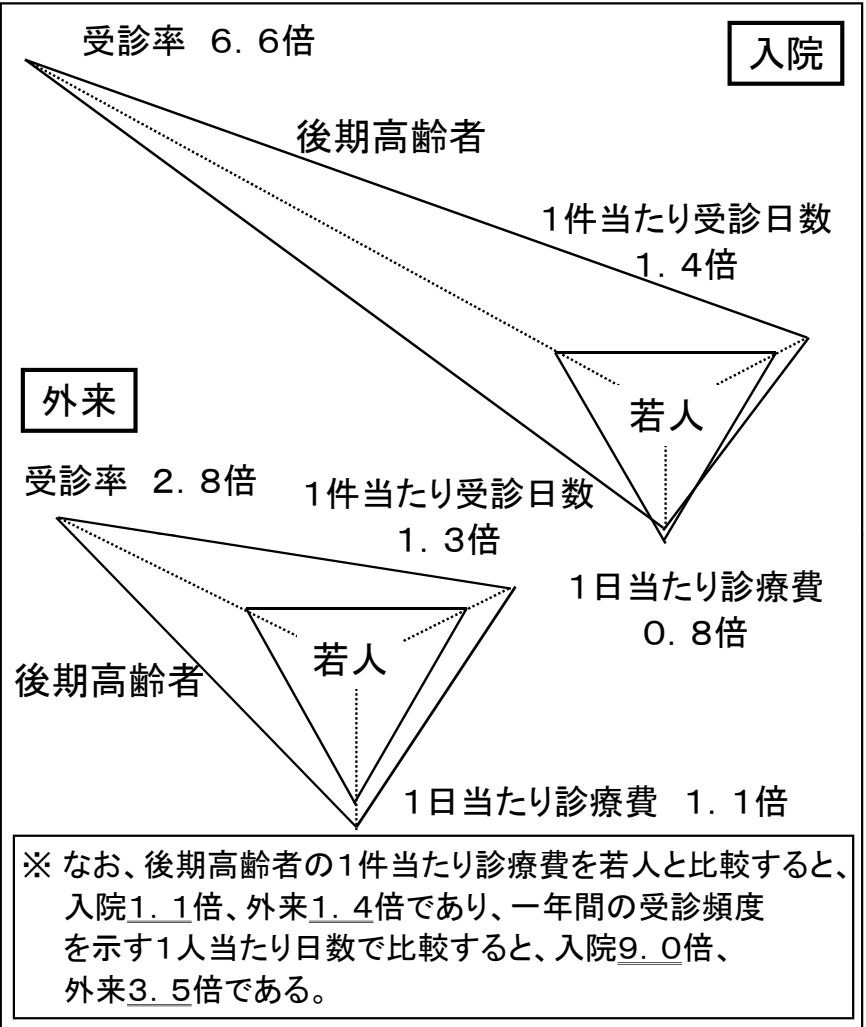 受診率 6.6倍
入院
後期高齢者
1件当たり受診日数
1.4倍
若人
1日当たり診療費
0.8倍
外来
受診率 2.8倍
1件当たり受診日数
1.3倍
若人
後期高齢者
1日当たり診療費 1.1倍
※ なお、後期高齢者の1件当たり診療費を若人と比較すると、
入院1.1倍、外来1.4倍であり、一年間の受診頻度
を示す1人当たり日数で比較すると、入院9.0倍、
外来3.5倍である。